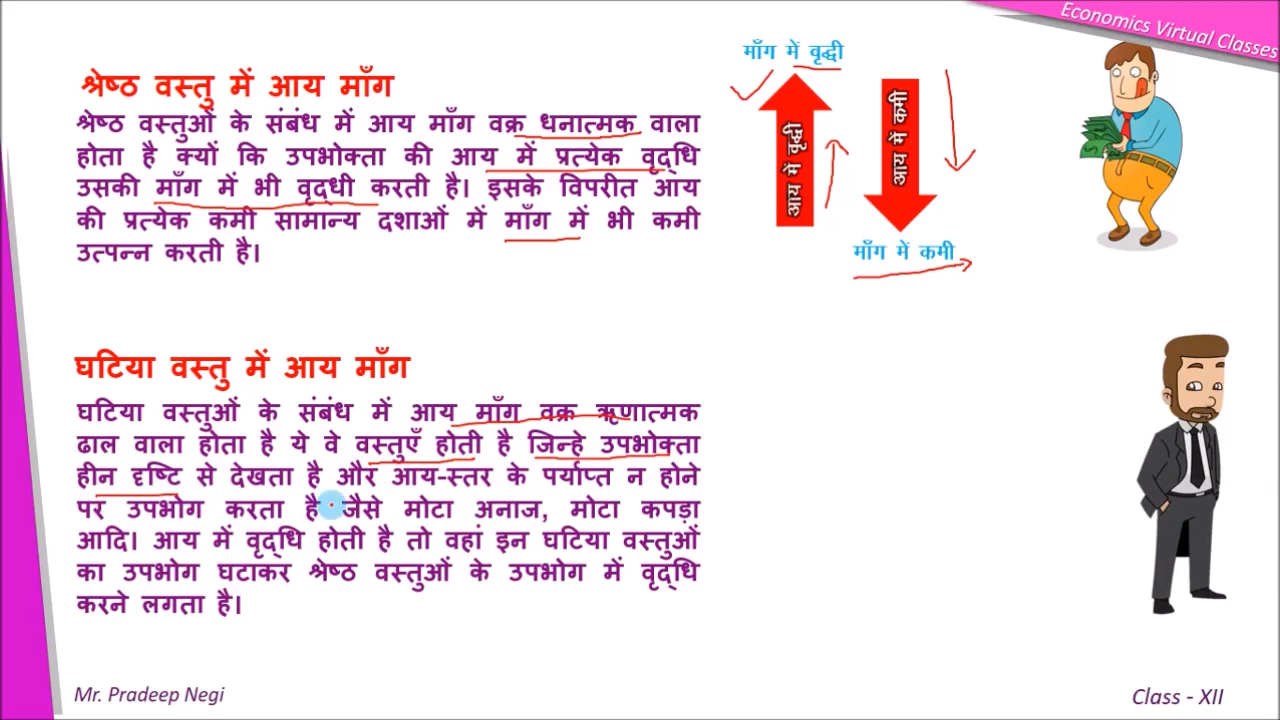 Economics Virtual Classes
श्रेष्ठ वस्तु में आय माँग
श्रेष्ठ वस्तुओं के संबंध में आय माँग वक्र धनात्मक वाला
होता है क्यों कि उपभोक्ता की आय में प्रत्येक वृद्धि
उसकी माँग में भी वृद्धी करती है। इसके विपरीत आय
की प्रत्येक कमी सामान्य दशाओं में माँग में भी कमी
उत्पन्न करती है।
माँग में वृद्धी
आय में वृद्धी
आय में कमी
माँग में कमी
घटिया वस्तु में आय माँग
घटिया वस्तुओं के संबंध में आय माँग वक्र ऋणात्मक
ढाल वाला होता है ये वे वस्तुएँ होती है जिन्हे उपभोक्ता
हीन दृष्टि से देखता है और आय-स्तर के पर्याप्त न होने
पर उपभोग करता है जैसे मोटा अनाज, मोटा कपड़ा
आदि। आय में वृद्धि होती है तो वहां इन घटिया वस्तुओं
का उपभोग घटाकर श्रेष्ठ वस्तुओं के उपभोग में वृद्धि
करने लगता है।
Mr. Pradeep Negi
Class - XII